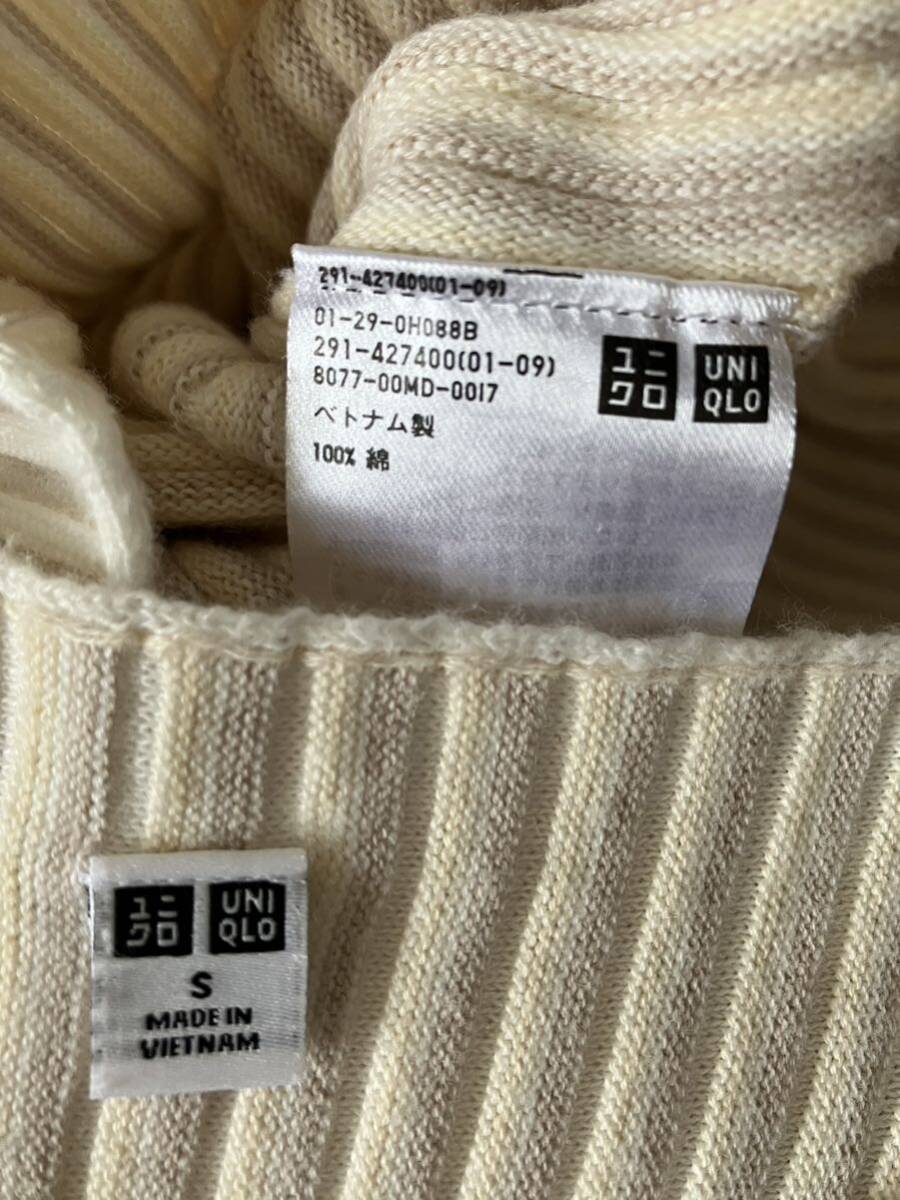 291-427400(01-09)
01-29-0H088B
291-427400(01-09)
8077-00MD-0017
ベトナム製
100% 綿
ユニ
クロ
UNI
QLO
ユニ
クロ
UNI
QLO
S
MADE IN
VIETNAM